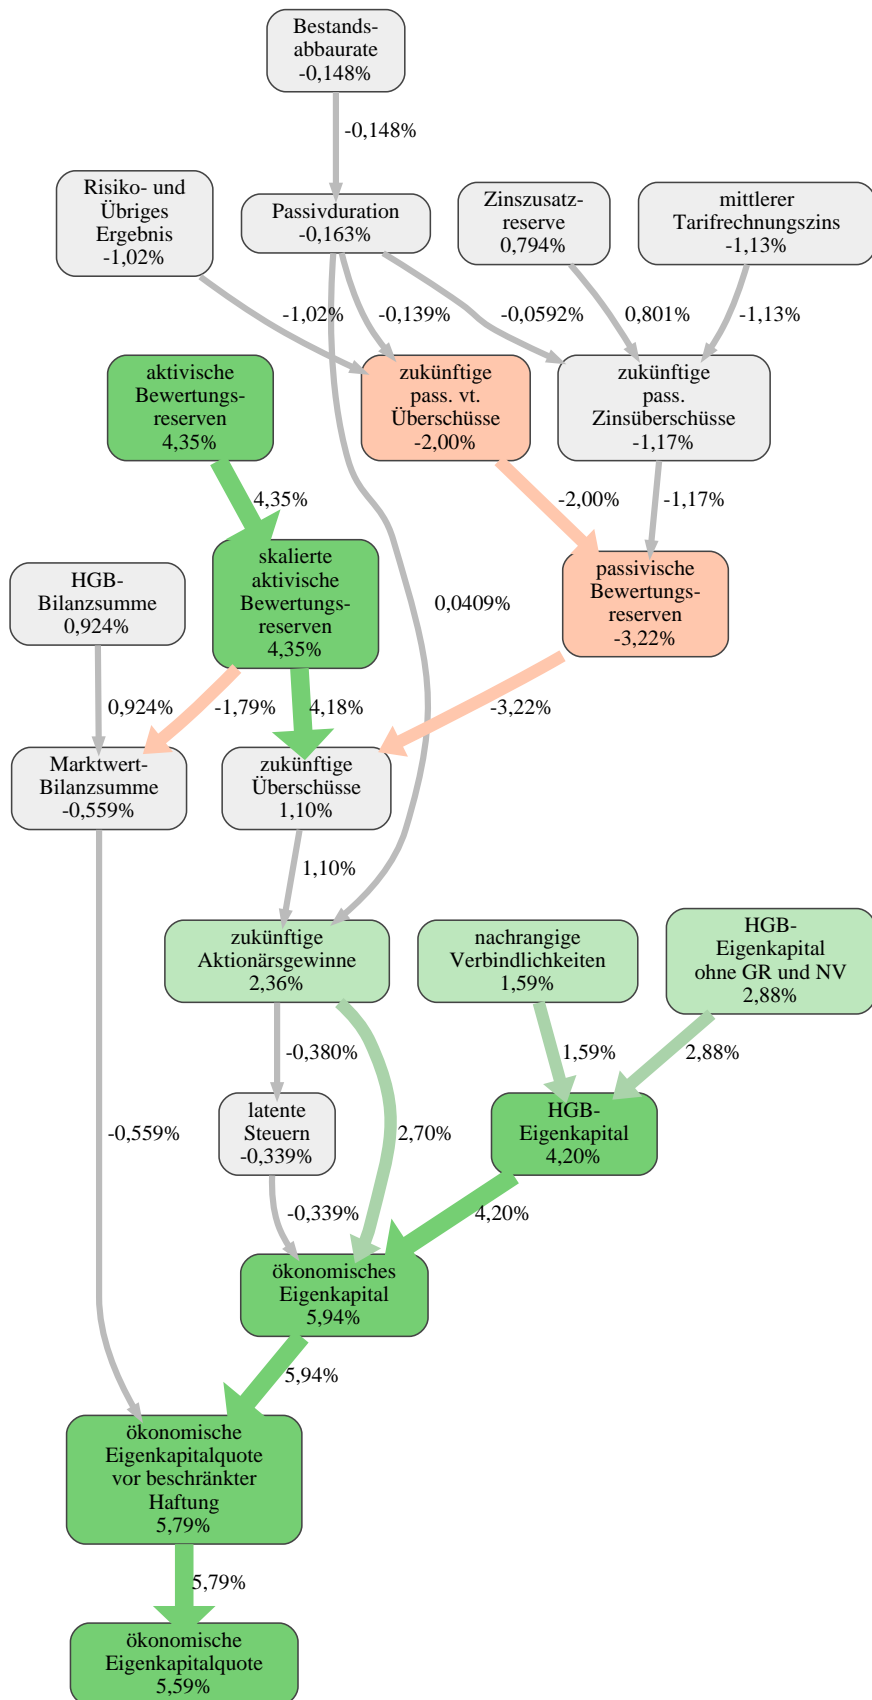 Bestands-
abbaurate
-0,148%
-0,148%
Risiko- und
Übriges
Ergebnis
-1,02%
Passivduration
-0,163%
Zinszusatz-
reserve
0,794%
mittlerer
Tarifrechnungszins
-1,13%
-1,02%
-0,139%
-0,0592%
0,801%
-1,13%
aktivische
Bewertungs-
reserven
4,35%
zukünftige
pass. vt.
Überschüsse
-2,00%
zukünftige
pass.
Zinsüberschüsse
-1,17%
4,35%
-2,00%
-1,17%
HGB-
Bilanzsumme
0,924%
skalierte
aktivische
Bewertungs-
reserven
4,35%
0,0409%
passivische
Bewertungs-
reserven
-3,22%
0,924%
-1,79%
4,18%
-3,22%
Marktwert-
Bilanzsumme
-0,559%
zukünftige
Überschüsse
1,10%
1,10%
zukünftige
Aktionärsgewinne
2,36%
nachrangige
Verbindlichkeiten
1,59%
HGB-
Eigenkapital
ohne GR und NV
2,88%
-0,380%
1,59%
2,88%
-0,559%
latente
Steuern
-0,339%
2,70%
HGB-
Eigenkapital
4,20%
-0,339%
4,20%
ökonomisches
Eigenkapital
5,94%
5,94%
ökonomische
Eigenkapitalquote
vor beschränkter
Haftung
5,79%
5,79%
ökonomische
Eigenkapitalquote
5,59%